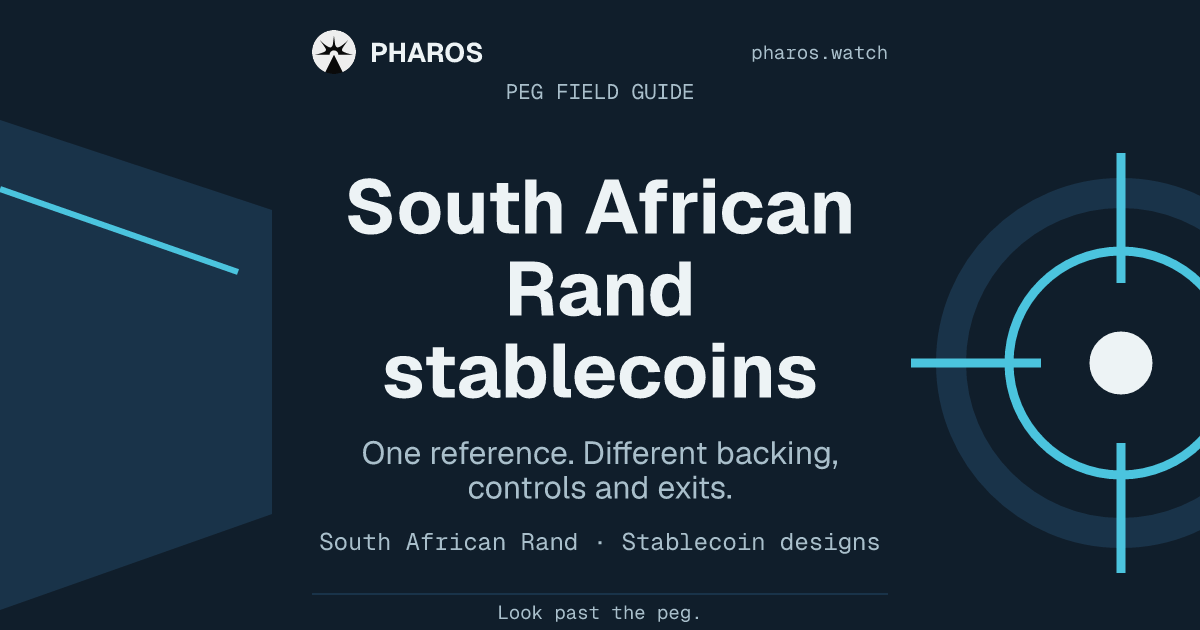 PHAROS
pharos.watch
PEG FIELD GUIDE
South African
Rand
stablecoins
One reference. Different backing,
controls and exits.
South African Rand · Stablecoin designs
Look past the peg.